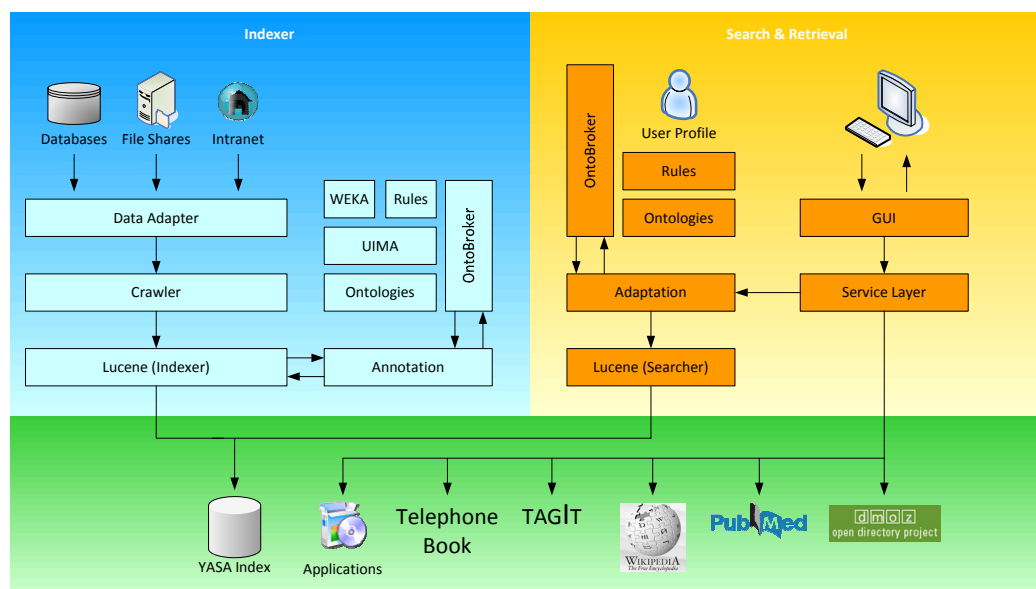 Indexer
Search & Retrieval
Databases
File Shares
Intranet
User Profile
OntoBroker
Rules
Ontologies
WEKA
Rules
OntoBroker
Data Adapter
UIMA
GUI
Crawler
Ontologies
Adaptation
Service Layer
Lucene (Indexer)
Annotation
Lucene (Searcher)
YASA Index
Applications
Telephone
Book
TAGIT
WIKIPEDIA
The Free Encyclopedia
PubMed
dmoz
open directory project